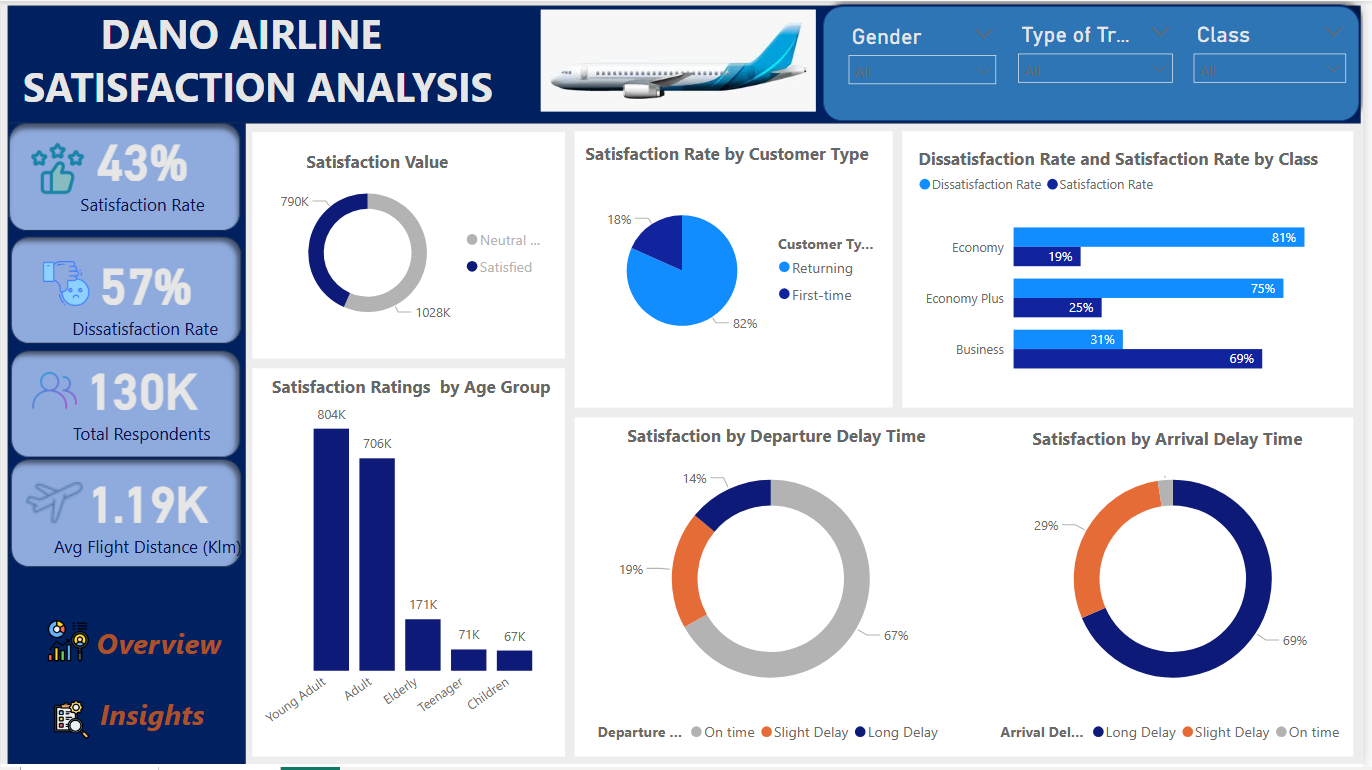 DANO AIRLINE
SATISFACTION ANALYSIS
Gender
All
Type of Tr...
All
Class
All
43%
Satisfaction Rate
57%
Dissatisfaction Rate
130K
Total Respondents
1.19K
Avg Flight Distance (Klm)
Overview
Insights
Satisfaction Value
790K
1028K
Neutral ...
Satisfied
Satisfaction Rate by Customer Type
18%
82%
Customer Ty...
Returning
First-time
Dissatisfaction Rate and Satisfaction Rate by Class
Dissatisfaction Rate Satisfaction Rate
Economy
81%
19%
Economy Plus
75%
25%
Business
31%
69%
Satisfaction Ratings by Age Group
804K
706K
171K
71K
67K
Young Adult
Adult
Elderly
Teenager
Children
Satisfaction by Departure Delay Time
14%
19%
67%
Departure ... On time Slight Delay Long Delay
Satisfaction by Arrival Delay Time
29%
69%
Arrival Del... Long Delay Slight Delay On time